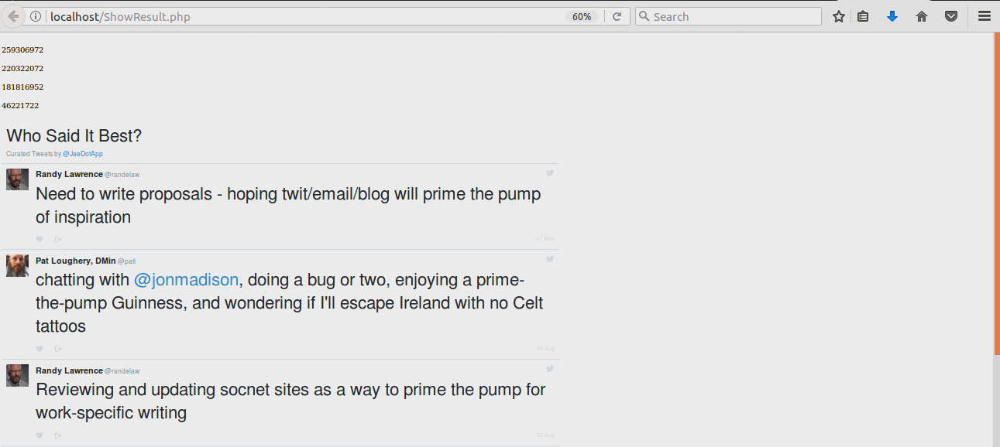 localhost/ShowResult.php
60%
Search
259306972
220322072
181816952
46221722
Who Said It Best?
Curated Tweets by @JaeDotApp
Randy Lawrence @randelaw
Need to write proposals - hoping twit/email/blog will prime the pump
of inspiration
01 May
Pat Loughery, DMin @patl
chatting with @jonmadison, doing a bug or two, enjoying a prime-
the-pump Guinness, and wondering if I'll escape Ireland with no Celt
tattoos
Aug
Randy Lawrence @randelaw
Reviewing and updating socnet sites as a way to prime the pump for
work-specific writing
Aug